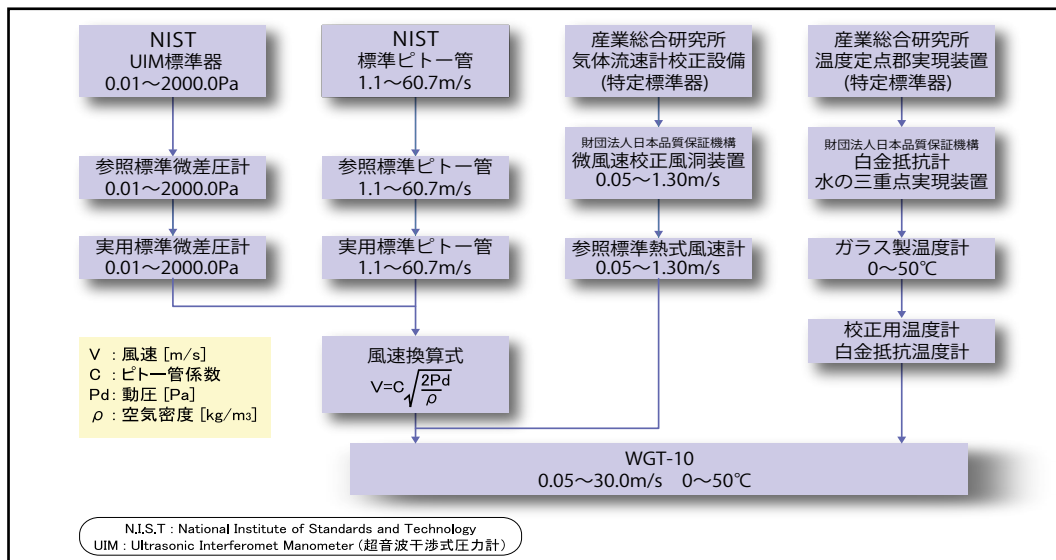 NIST
UIM標準器
0.01～2000.0Pa
NIST
標準ピトー管
1.1～60.7m/s
産業総合研究所
気体流速計校正設備
(特定標準器)
産業総合研究所
温度定点郡実現装置
(特定標準器)
参照標準微差圧計
0.01～2000.0Pa
参照標準ピトー管
1.1～60.7m/s
財団法人日本品質保証機構
微風速校正風洞装置
0.05～1.30m/s
財団法人日本品質保証機構
白金抵抗計
水の三重点実現装置
実用標準微差圧計
0.01～2000.0Pa
実用標準ピトー管
1.1～60.7m/s
参照標準熱式風速計
0.05～1.30m/s
ガラス製温度計
0～50℃
校正用温度計
白金抵抗温度計
V : 風速 [m/s]
C : ピトー管係数
Pd : 動圧 [Pa]
ρ : 空気密度 [kg/m3]
風速換算式
V=C√(2Pd/ρ)
WGT-10
0.05～30.0m/s 0～50℃
N.I.S.T : National Institute of Standards and Technology
UIM : Ultrasonic Interferomet Manometer (超音波干渉式圧力計)